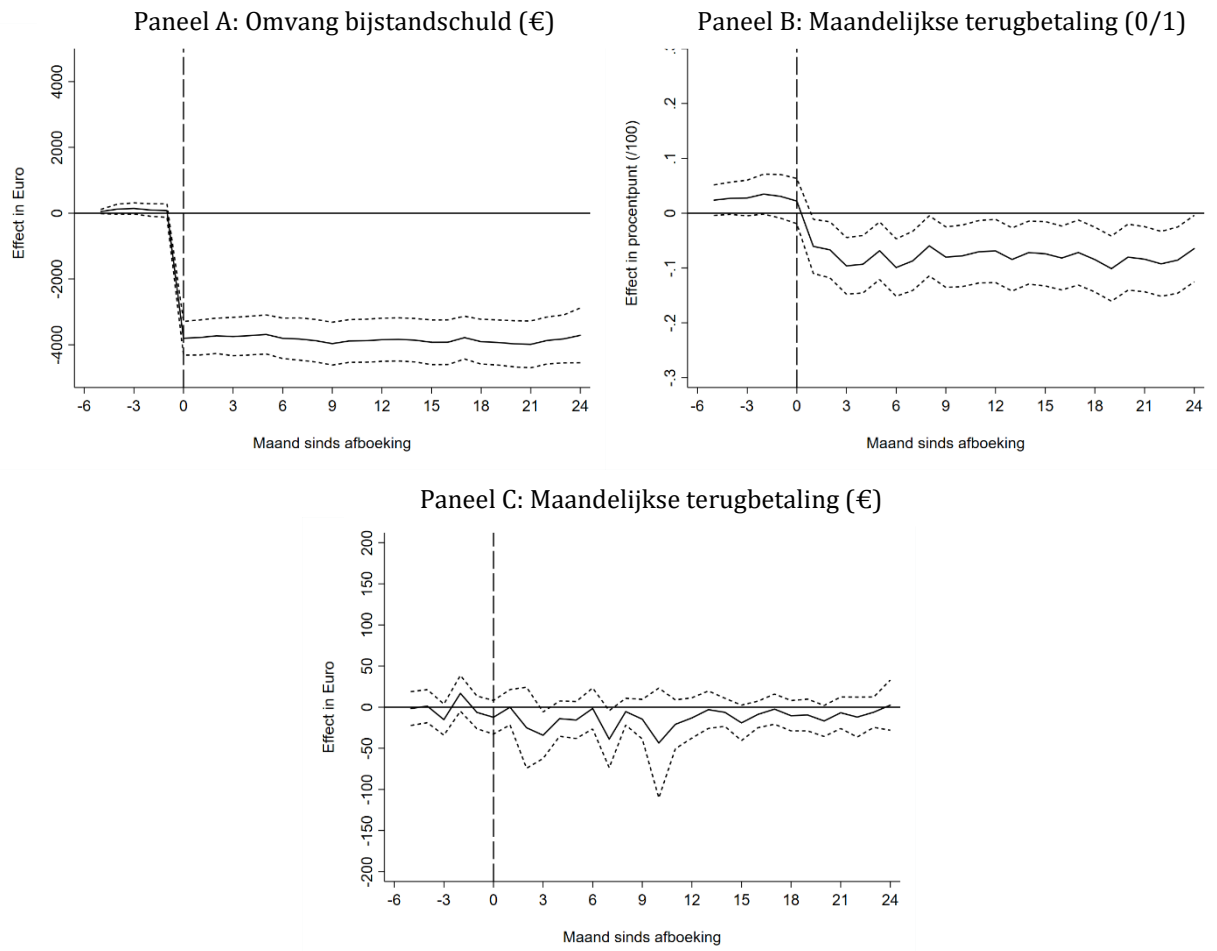 Paneel A: Omvang bijstandschuld (€)
Effect in Euro
4000
2000
0
-2000
-4000
-6 -3 0 3 6 9 12 15 18 21 24
Maand sinds afboeking
Paneel B: Maandelijkse terugbetaling (0/1)
Effect in procentpunt (/100)
.2
.1
0
-.1
-.2
-.3
-6 -3 0 3 6 9 12 15 18 21 24
Maand sinds afboeking
Paneel C: Maandelijkse terugbetaling (€)
Effect in Euro
200
150
100
50
0
-50
-100
-150
-200
-6 -3 0 3 6 9 12 15 18 21 24
Maand sinds afboeking